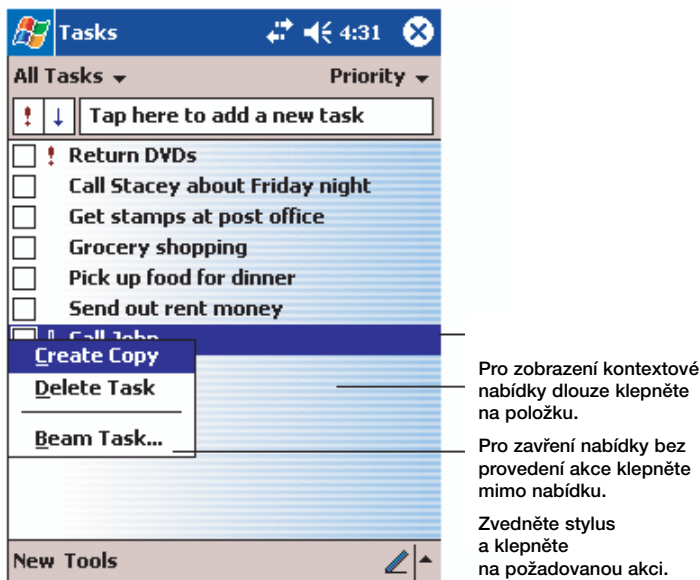 Tasks 4:31
All Tasks Priority
Tap here to add a new task
Return DVDs
Call Stacey about Friday night
Get stamps at post office
Grocery shopping
Pick up food for dinner
Send out rent money
Call John
Create Copy
Delete Task
Beam Task...
New Tools
Pro zobrazení kontextové
nabídky dlouze klepněte
na položku.
Pro zavření nabídky bez
provedení akce klepněte
mimo nabídku.
Zvedněte stylus
a klepněte
na požadovanou akci.